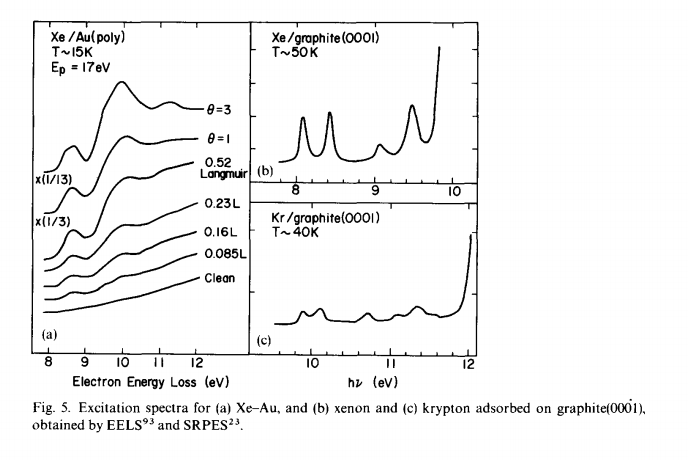 Xe/Au(poly)
T~15K
Ep = 17eV
θ=3
θ=1
x(1/13)
0.52
Langmuir
x(1/3)
0.23L
0.16L
0.085L
Clean
(a)
8 9 10 11 12
Electron Energy Loss (eV)
Xe/graphite(0001)
T~50K
(b)
8 9 10
Kr/graphite(0001)
T~40K
(c)
10 11 12
hν (eV)
Fig. 5. Excitation spectra for (a) Xe–Au, and (b) xenon and (c) krypton adsorbed on graphite(0001),
obtained by EELS⁹³ and SRPES²³.